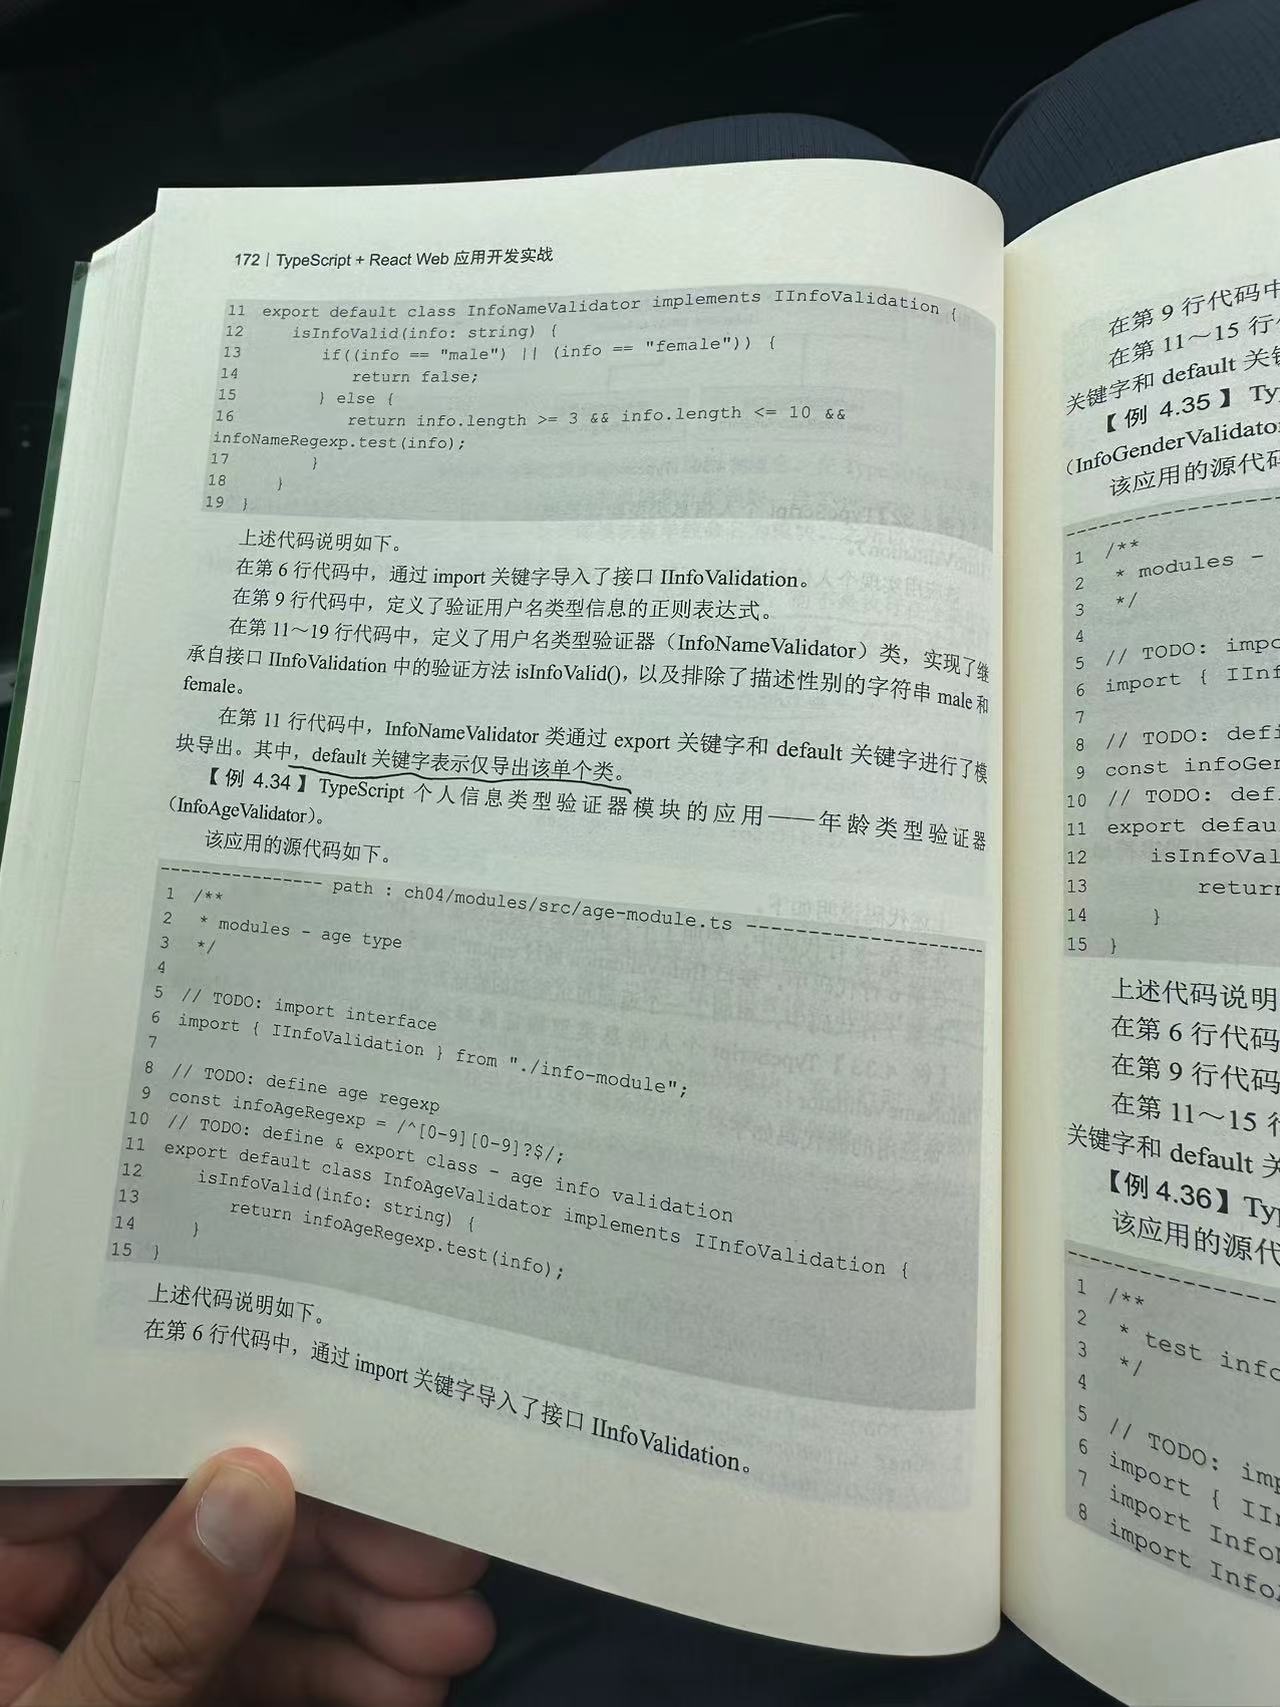 172 | TypeScript + React Web 应用开发实战
11 export default class InfoNameValidator implements IInfoValidation {
12 isInfoValid(info: string) {
13 if((info == "male") || (info == "female")) {
14 return false;
15 } else {
16 return info.length >= 3 && info.length <= 10 &&
infoNameRegexp.test(info);
17 }
18 }
19 }
上述代码说明如下。
在第 6 行代码中，通过 import 关键字导入了接口 IInfoValidation。
在第 9 行代码中，定义了验证用户名类型信息的正则表达式。
在第 11～19 行代码中，定义了用户名类型验证器（InfoNameValidator）类，实现了继
承自接口 IInfoValidation 中的验证方法 isInfoValid()，以及排除了描述性别的字符串 male 和
female。
在第 11 行代码中，InfoNameValidator 类通过 export 关键字和 default 关键字进行了模
块导出。其中，default 关键字表示仅导出该单个类。
【例 4.34】TypeScript 个人信息类型验证器模块的应用——年龄类型验证器
（InfoAgeValidator）。
该应用的源代码如下。
--------------- path : ch04/modules/src/age-module.ts ----------------------
1 /**
2 * modules - age type
3 */
4
5 // TODO: import interface
6 import { IInfoValidation } from "./info-module";
7
8 // TODO: define age regexp
9 const infoAgeRegexp = /^[0-9][0-9]?$/;
10 // TODO: define & export class - age info validation
11 export default class InfoAgeValidator implements IInfoValidation {
12 isInfoValid(info: string) {
13 return infoAgeRegexp.test(info);
14 }
15 }
上述代码说明如下。
在第 6 行代码中，通过 import 关键字导入了接口 IInfoValidation。
在第 9 行代码中
在第 11～15 行
关键字和 default 关键
【例 4.35】Ty
（InfoGenderValidator
该应用的源代码
1 /**
2 * modules -
3 */
4
5 // TODO: impo
6 import { IInf
7
8 // TODO: defi
9 const infoGe
10 // TODO: def
11 export defau
12 isInfoVal
13 return
14 }
15 }
上述代码说明
在第 6 行代码
在第 9 行代码
在第 11～15 行
关键字和 default 关
【例 4.36】Ty
该应用的源代
1 /**
2 * test info
3 */
4
5 // TODO: imp
6 import { II
7 import Info
8 import Info